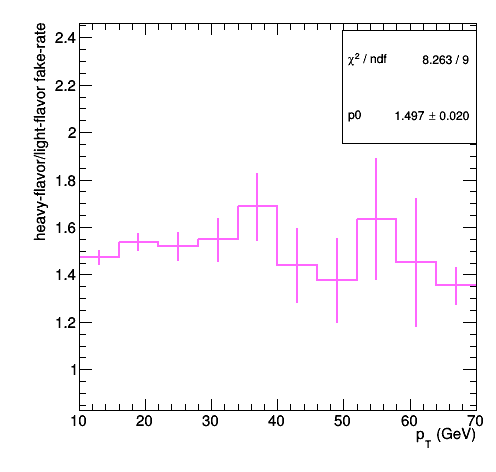 heavy-flavor/light-flavor fake-rate
χ² / ndf 8.263 / 9
p0 1.497 ± 0.020
2.4
2.2
2
1.8
1.6
1.4
1.2
1
10 20 30 40 50 60 70
p_T (GeV)